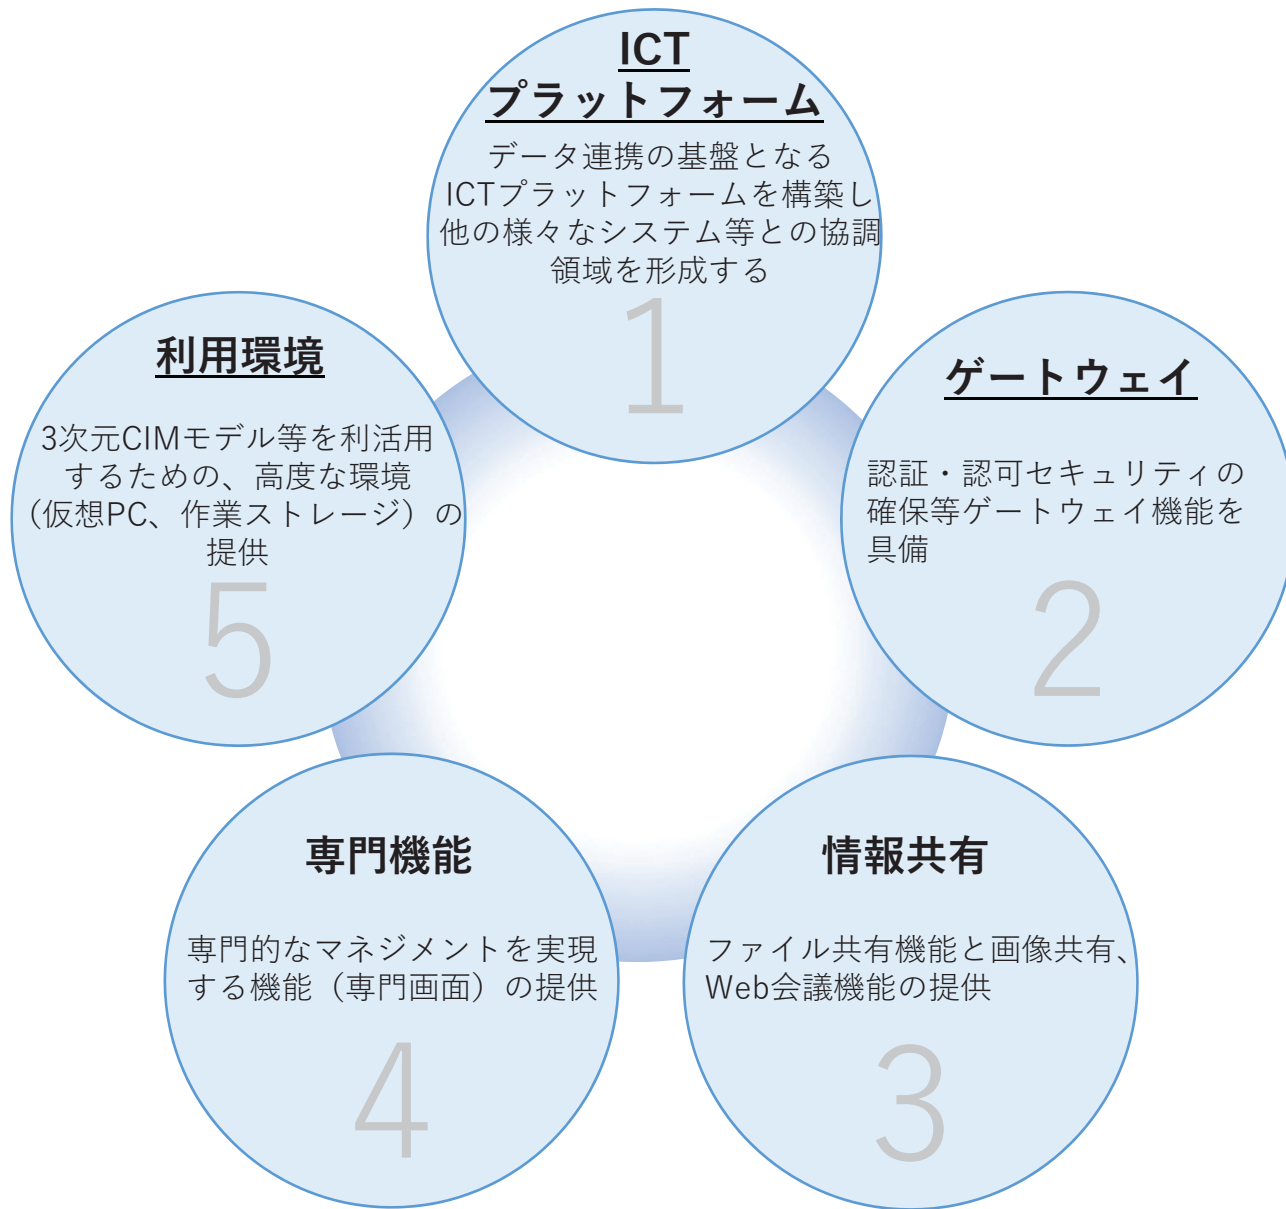 ICT
プラットフォーム
データ連携の基盤となる
ICTプラットフォームを構築し
他の様々なシステム等との協調
領域を形成する
1
ゲートウェイ
認証・認可セキュリティの
確保等ゲートウェイ機能を
具備
2
情報共有
ファイル共有機能と画像共有、
Web会議機能の提供
3
専門機能
専門的なマネジメントを実現
する機能（専門画面）の提供
4
利用環境
3次元CIMモデル等を利活用
するための、高度な環境
（仮想PC、作業ストレージ）の
提供
5